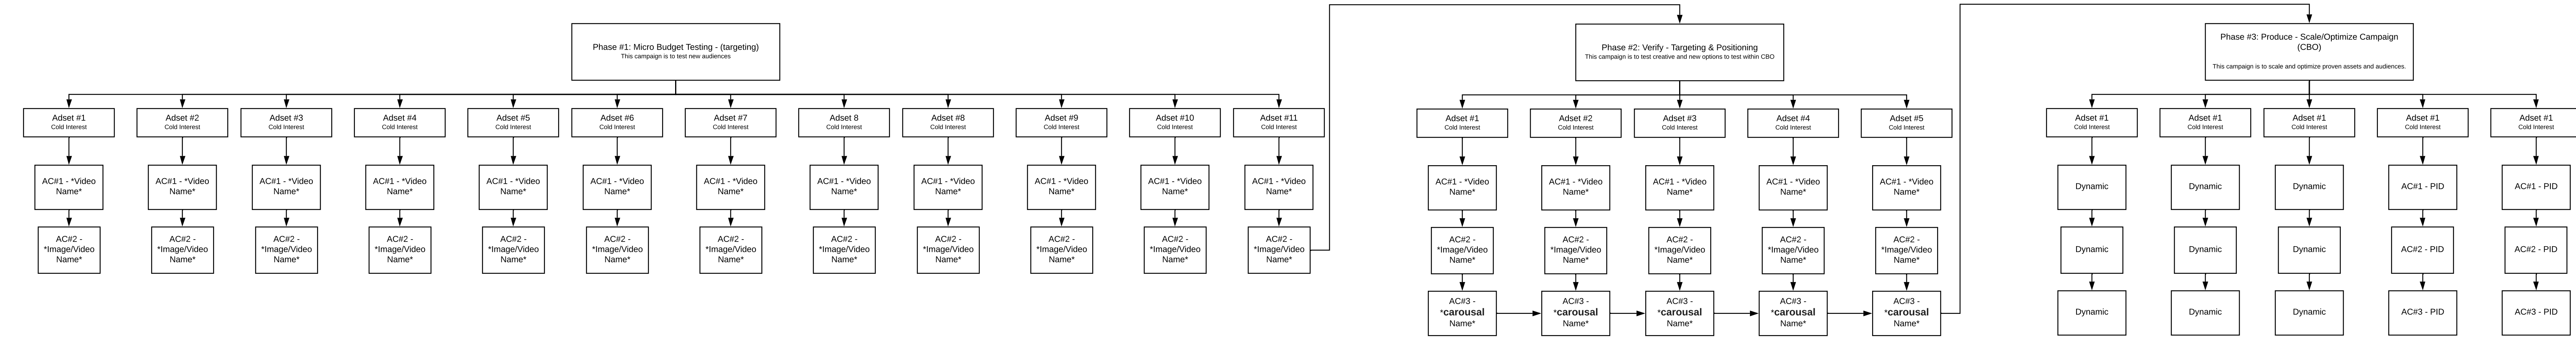 Phase #1: Micro Budget Testing - (targeting)
This campaign is to test new audiences
Adset #1
Cold Interest
Adset #2
Cold Interest
Adset #3
Cold Interest
Adset #4
Cold Interest
Adset #5
Cold Interest
Adset #6
Cold Interest
Adset #7
Cold Interest
Adset 8
Cold Interest
Adset #8
Cold Interest
Adset #9
Cold Interest
Adset #10
Cold Interest
Adset #11
Cold Interest
AC#1 - *Video
Name*
AC#1 - *Video
Name*
AC#1 - *Video
Name*
AC#1 - *Video
Name*
AC#1 - *Video
Name*
AC#1 - *Video
Name*
AC#1 - *Video
Name*
AC#1 - *Video
Name*
AC#1 - *Video
Name*
AC#1 - *Video
Name*
AC#1 - *Video
Name*
AC#1 - *Video
Name*
AC#2 -
*Image/Video
Name*
AC#2 -
*Image/Video
Name*
AC#2 -
*Image/Video
Name*
AC#2 -
*Image/Video
Name*
AC#2 -
*Image/Video
Name*
AC#2 -
*Image/Video
Name*
AC#2 -
*Image/Video
Name*
AC#2 -
*Image/Video
Name*
AC#2 -
*Image/Video
Name*
AC#2 -
*Image/Video
Name*
AC#2 -
*Image/Video
Name*
AC#2 -
*Image/Video
Name*
Phase #2: Verify - Targeting & Positioning
This campaign is to test creative and new options to test within CBO
Adset #1
Cold Interest
Adset #2
Cold Interest
Adset #3
Cold Interest
Adset #4
Cold Interest
Adset #5
Cold Interest
AC#1 - *Video
Name*
AC#1 - *Video
Name*
AC#1 - *Video
Name*
AC#1 - *Video
Name*
AC#1 - *Video
Name*
AC#2 -
*Image/Video
Name*
AC#2 -
*Image/Video
Name*
AC#2 -
*Image/Video
Name*
AC#2 -
*Image/Video
Name*
AC#2 -
*Image/Video
Name*
AC#3 -
*carousal
Name*
AC#3 -
*carousal
Name*
AC#3 -
*carousal
Name*
AC#3 -
*carousal
Name*
AC#3 -
*carousal
Name*
Phase #3: Produce - Scale/Optimize Campaign
(CBO)
This campaign is to scale and optimize proven assets and audiences.
Adset #1
Cold Interest
Adset #1
Cold Interest
Adset #1
Cold Interest
Adset #1
Cold Interest
Adset #1
Cold Interest
Dynamic
Dynamic
Dynamic
AC#1 - PID
AC#1 - PID
Dynamic
Dynamic
Dynamic
AC#2 - PID
AC#2 - PID
Dynamic
Dynamic
Dynamic
AC#3 - PID
AC#3 - PID